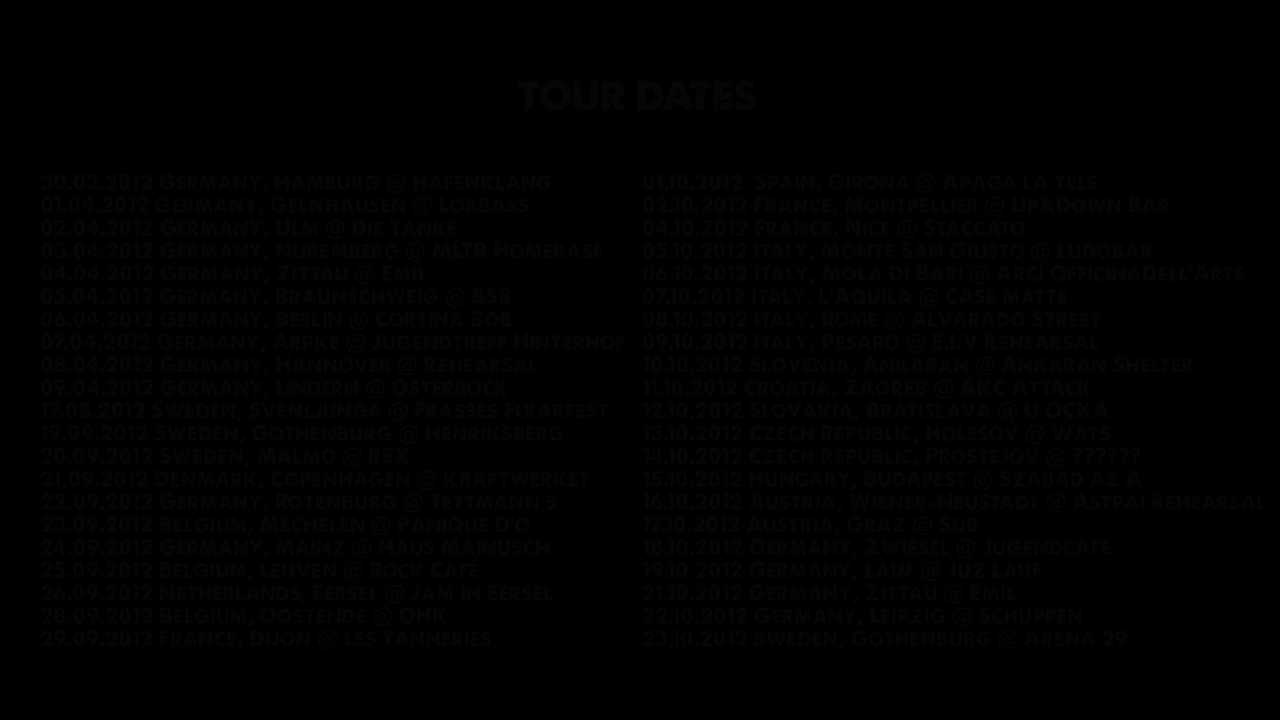 TOUR DATES
30.03.2012 Germany, Hamburg @ Hafenklang
01.04.2012 Germany, Gelnhausen @ Lorbass
02.04.2012 Germany, Ulm @ Die Tanke
03.04.2012 Germany, Nuremberg @ MLTB Homebase
04.04.2012 Germany, Zittau @ Emil
05.04.2012 Germany, Braunschweig @ B58
06.04.2012 Germany, Berlin @ Cortina Bob
07.04.2012 Germany, Arpke @ Jugendtreff Hinterhof
08.04.2012 Germany, Hannover @ Rehearsal
09.04.2012 Germany, Lindern @ Osterrock
17.08.2012 Sweden, Svenljunga @ Frasses Fixarfest
19.09.2012 Sweden, Gothenburg @ Henriksberg
20.09.2012 Sweden, Malmo @ REX
21.09.2012 Denmark, Copenhagen @ Kraftwerket
22.09.2012 Germany, Rotenburg @ Tettmann's
23.09.2012 Belgium, Mechelen @ Panique D'O
24.09.2012 Germany, Mainz @ Haus Mainusch
25.09.2012 Belgium, Leuven @ Rock Cafe
26.09.2012 Netherlands, Eersel @ Jam in Eersel
28.09.2012 Belgium, Oostende @ OHK
29.09.2012 France, Dijon @ Les Tanneries
01.10.2012 Spain, Girona @ Apaga la Tele
02.10.2012 France, Montpellier @ Up&Down Bar
04.10.2012 France, Nice @ Staccato
05.10.2012 Italy, Monte San Giusto @ Ludobar
06.10.2012 Italy, Mola Di Bari @ Arci OfficinaDell'Arte
07.10.2012 Italy, L'Aquila @ Case Matte
08.10.2012 Italy, Rome @ Alvarado Street
09.10.2012 Italy, Pesaro @ E.I.V Rehearsal
10.10.2012 Slovenia, Ankaran @ Ankaran Shelter
11.10.2012 Croatia, Zagreb @ AKC Attack
12.10.2012 Slovakia, Bratislava @ U OCKA
13.10.2012 Czech Republic, Holesov @ Wats
14.10.2012 Czech Republic, Prostejov @ ??????
15.10.2012 Hungary, Budapest @ Szabad az A
16.10.2012 Austria, Wiener-Neustadt @ Astpai Rehearsal
17.10.2012 Austria, Graz @ Sub
18.10.2012 Germany, Zwiesel @ Jugendcafe
19.10.2012 Germany, Lauf @ Juz Lauf
21.10.2012 Germany, Zittau @ Emil
22.10.2012 Germany, Leipzig @ Schuppen
23.10.2012 Sweden, Gothenburg @ Arena 29